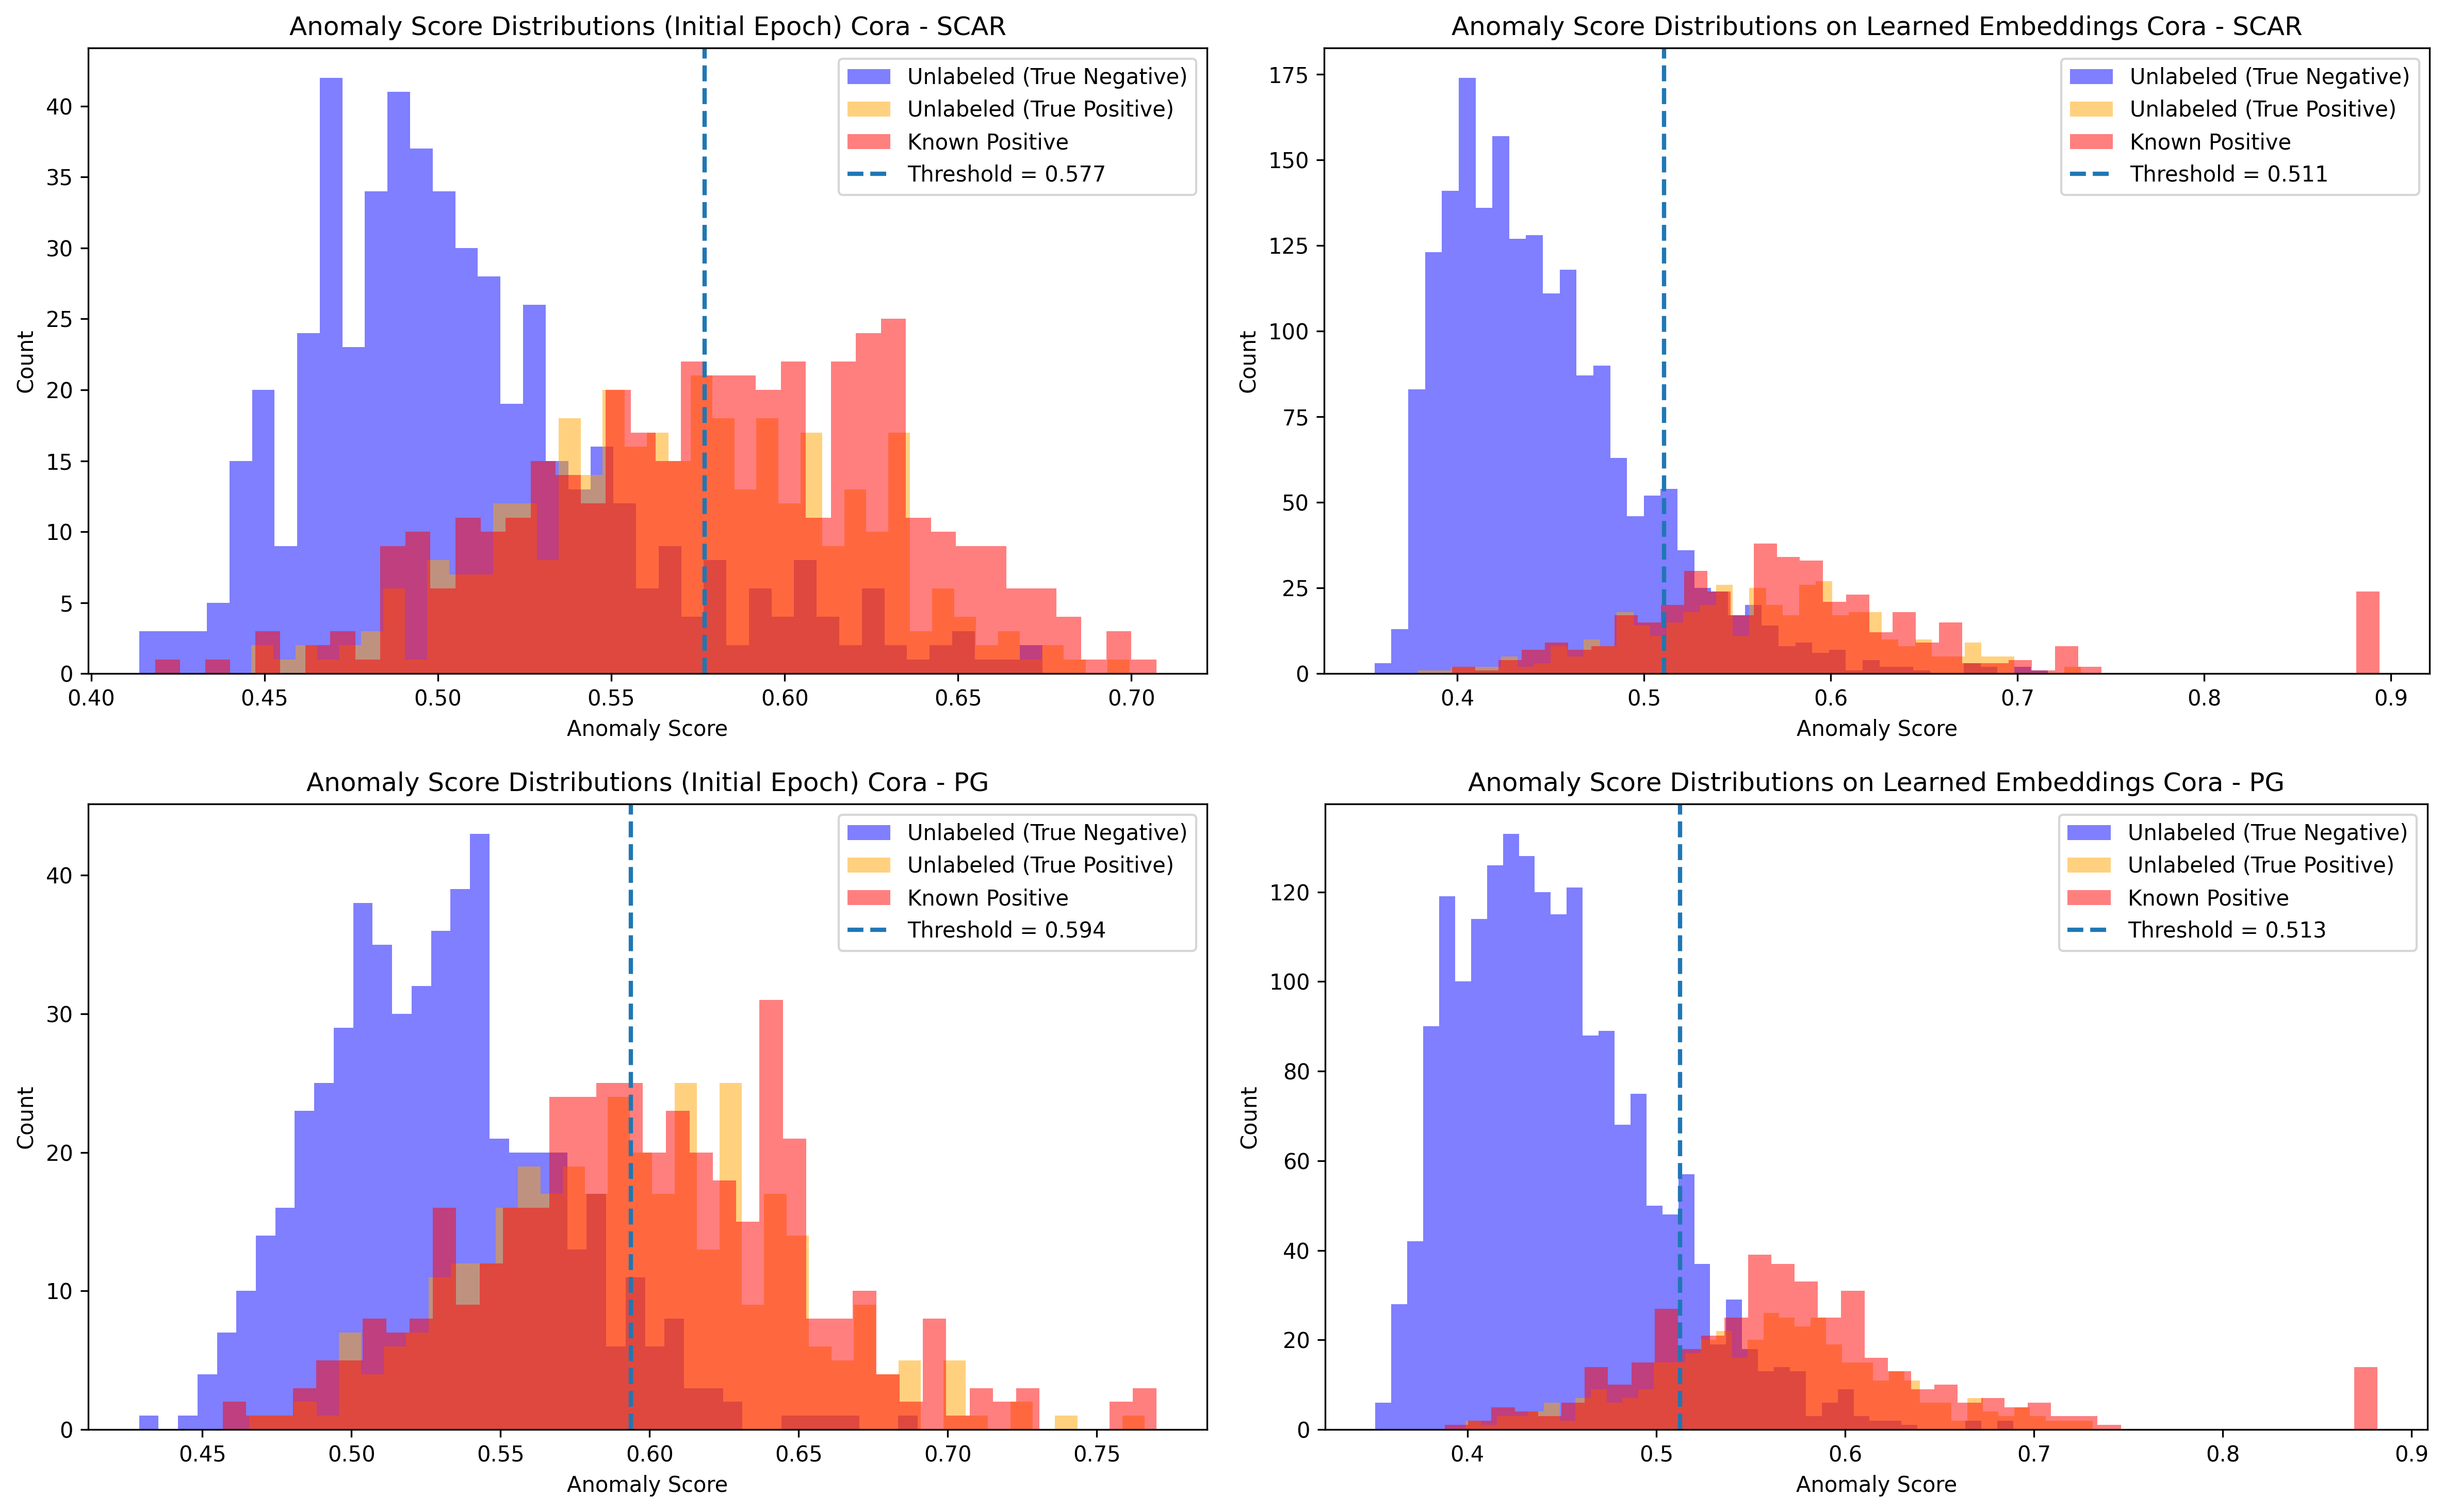 Anomaly Score Distributions (Initial Epoch) Cora - SCAR
Count
40
35
30
25
20
15
10
5
0
0.40 0.45 0.50 0.55 0.60 0.65 0.70
Anomaly Score
Unlabeled (True Negative)
Unlabeled (True Positive)
Known Positive
Threshold = 0.577
Anomaly Score Distributions on Learned Embeddings Cora - SCAR
Count
175
150
125
100
75
50
25
0
0.4 0.5 0.6 0.7 0.8 0.9
Anomaly Score
Unlabeled (True Negative)
Unlabeled (True Positive)
Known Positive
Threshold = 0.511
Anomaly Score Distributions (Initial Epoch) Cora - PG
Count
40
30
20
10
0
0.45 0.50 0.55 0.60 0.65 0.70 0.75
Anomaly Score
Unlabeled (True Negative)
Unlabeled (True Positive)
Known Positive
Threshold = 0.594
Anomaly Score Distributions on Learned Embeddings Cora - PG
Count
120
100
80
60
40
20
0
0.4 0.5 0.6 0.7 0.8 0.9
Anomaly Score
Unlabeled (True Negative)
Unlabeled (True Positive)
Known Positive
Threshold = 0.513